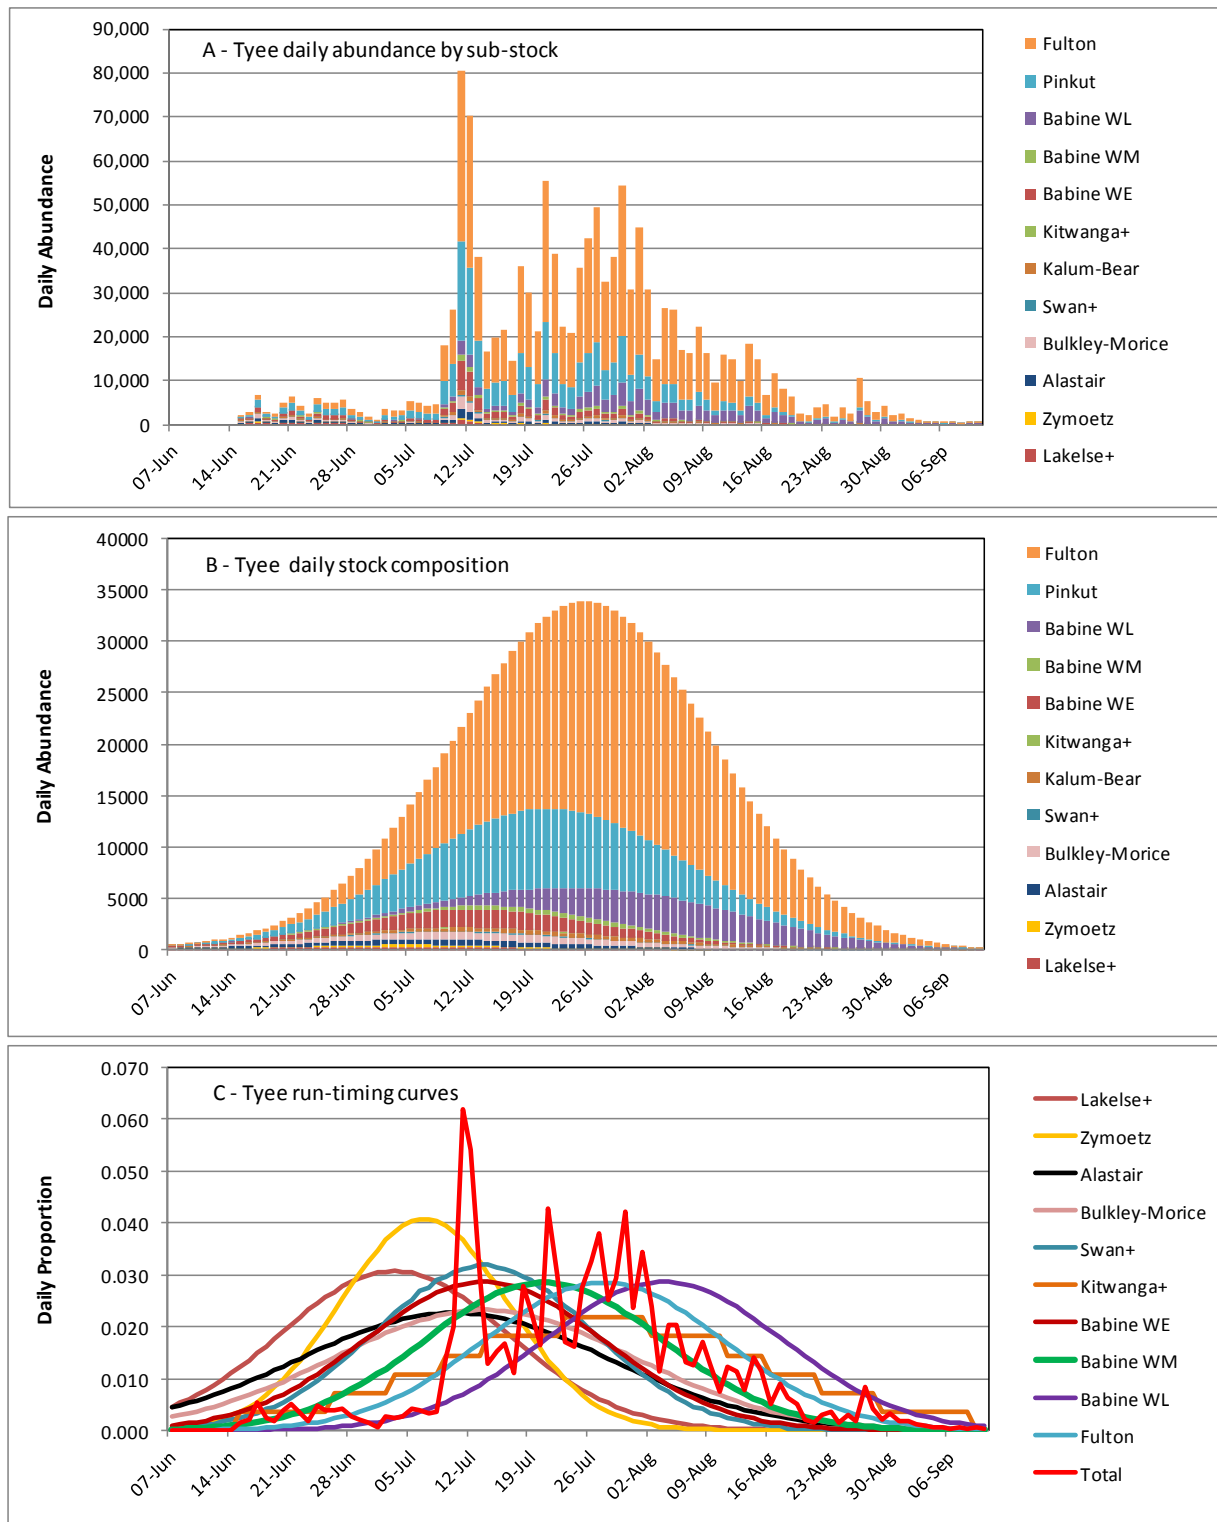 A - Tyee daily abundance by sub-stock
Daily Abundance
90,000
80,000
70,000
60,000
50,000
40,000
30,000
20,000
10,000
0
07-Jun
14-Jun
21-Jun
28-Jun
05-Jul
12-Jul
19-Jul
26-Jul
02-Aug
09-Aug
16-Aug
23-Aug
30-Aug
06-Sep
Fulton
Pinkut
Babine WL
Babine WM
Babine WE
Kitwanga+
Kalum-Bear
Swan+
Bulkley-Morice
Alastair
Zymoetz
Lakelse+
B - Tyee daily stock composition
Daily Abundance
40000
35000
30000
25000
20000
15000
10000
5000
0
07-Jun
14-Jun
21-Jun
28-Jun
05-Jul
12-Jul
19-Jul
26-Jul
02-Aug
09-Aug
16-Aug
23-Aug
30-Aug
06-Sep
Fulton
Pinkut
Babine WL
Babine WM
Babine WE
Kitwanga+
Kalum-Bear
Swan+
Bulkley-Morice
Alastair
Zymoetz
Lakelse+
C - Tyee run-timing curves
Daily Proportion
0.070
0.060
0.050
0.040
0.030
0.020
0.010
0.000
07-Jun
14-Jun
21-Jun
28-Jun
05-Jul
12-Jul
19-Jul
26-Jul
02-Aug
09-Aug
16-Aug
23-Aug
30-Aug
06-Sep
Lakelse+
Zymoetz
Alastair
Bulkley-Morice
Swan+
Kitwanga+
Babine WE
Babine WM
Babine WL
Fulton
Total